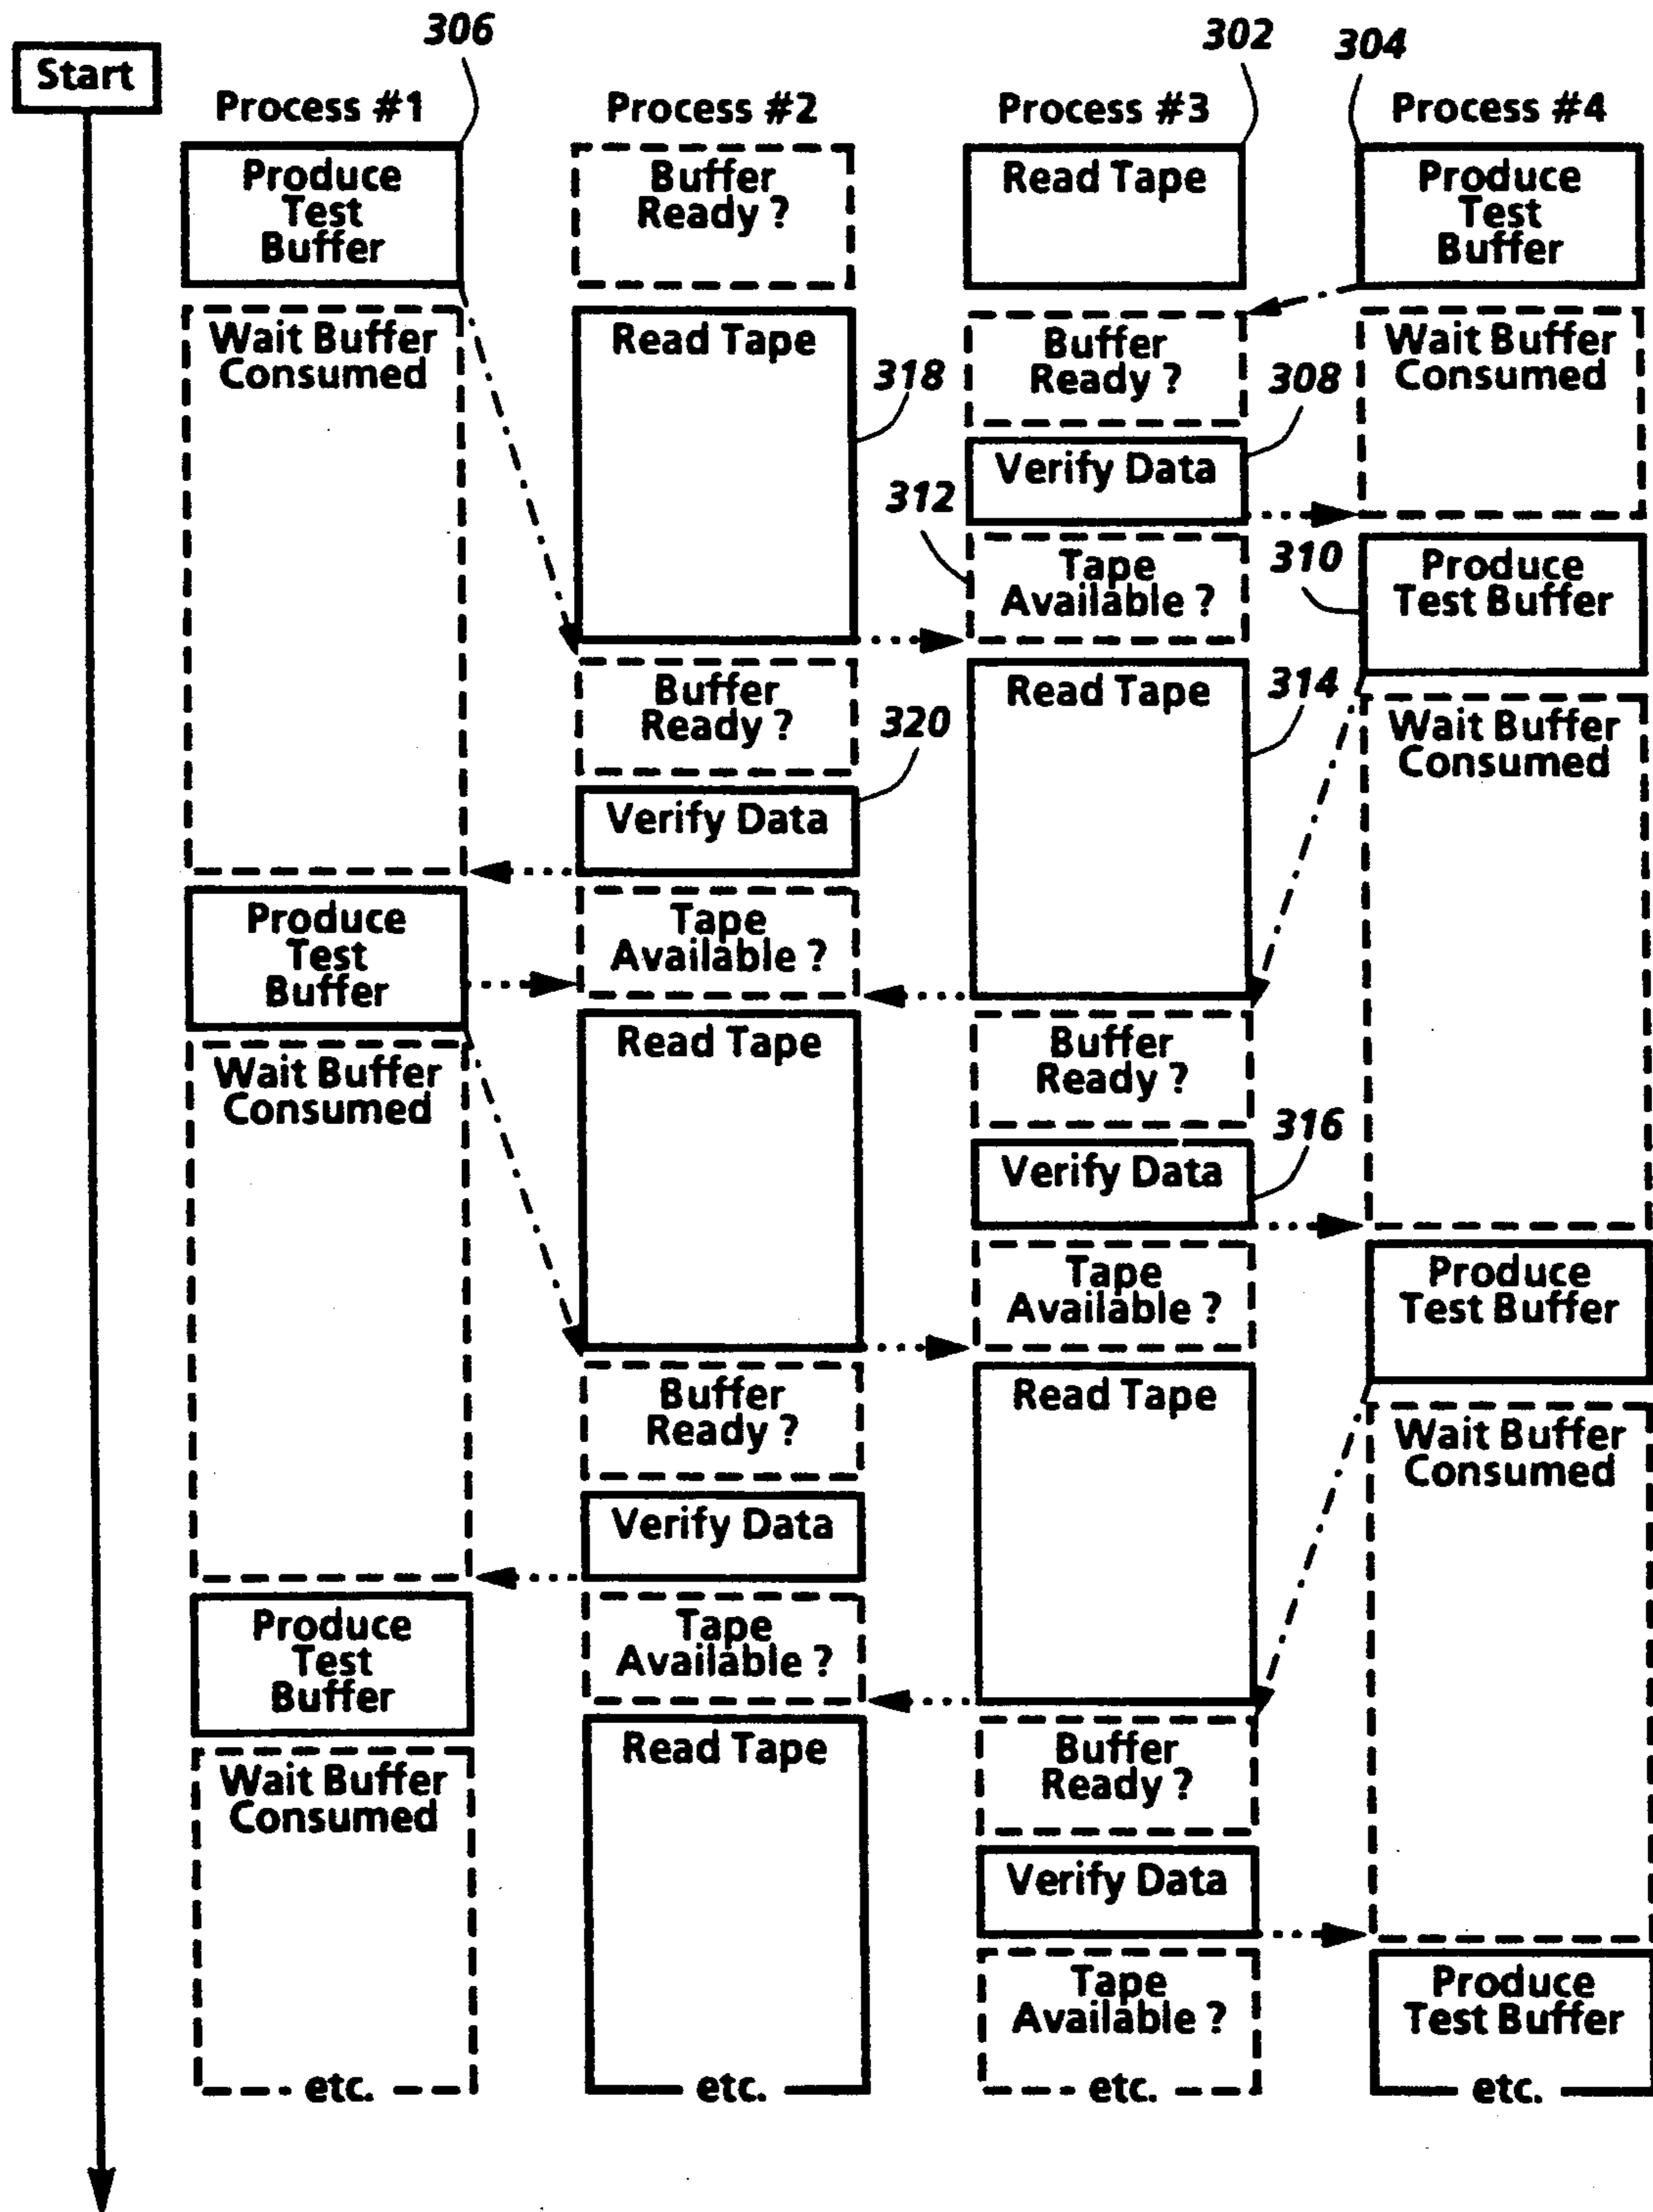 306
302
304
Start
Process #1
Process #2
Process #3
Process #4
Produce
Test
Buffer
Buffer
Ready ?
Read Tape
Produce
Test
Buffer
Wait Buffer
Consumed
Read Tape
318
Buffer
Ready ?
308
Wait Buffer
Consumed
Verify Data
312
Tape
Available ?
310
Produce
Test Buffer
Buffer
Ready ?
320
Read Tape
314
Wait Buffer
Consumed
Verify Data
Produce
Test
Buffer
Tape
Available ?
Read Tape
Buffer
Ready ?
Wait Buffer
Consumed
316
Verify Data
Tape
Available ?
Produce
Test Buffer
Buffer
Ready ?
Read Tape
Wait Buffer
Consumed
Verify Data
Produce
Test
Buffer
Tape
Available ?
Read Tape
Buffer
Ready ?
Wait Buffer
Consumed
Verify Data
Tape
Available ?
Produce
Test Buffer
etc.
etc.
etc.
etc.